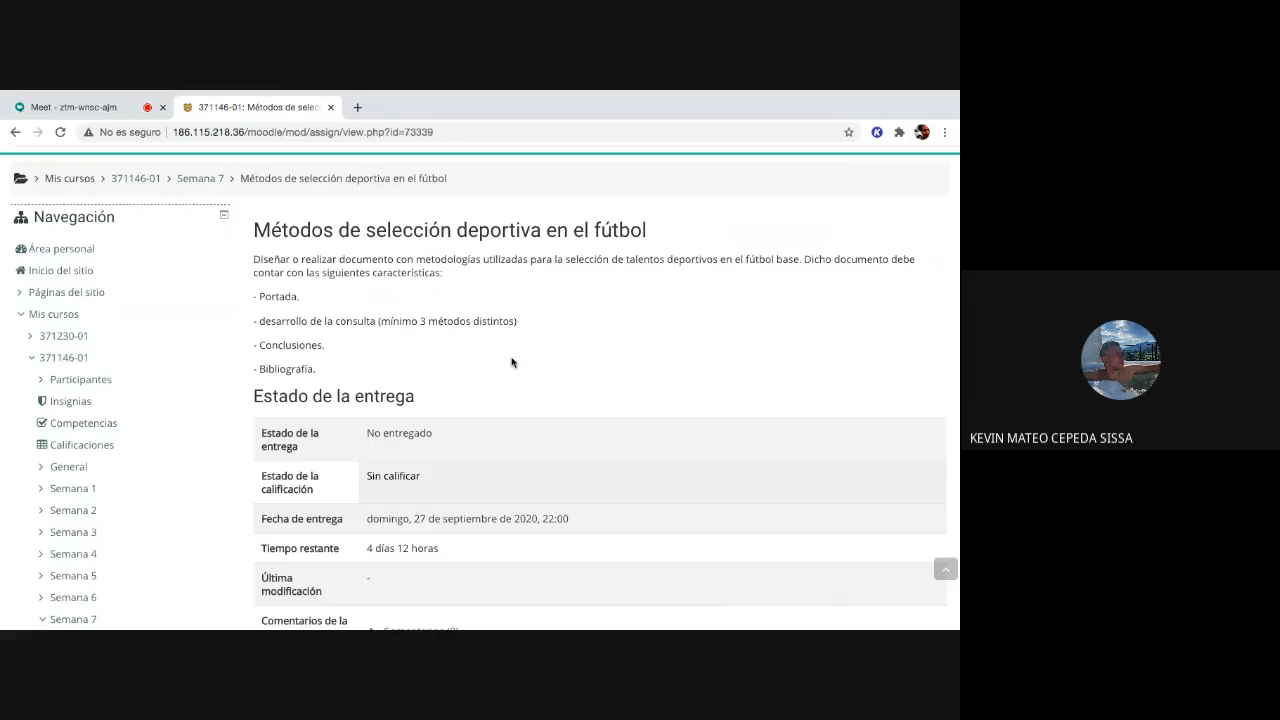 Meet - ztm-wnsc-ajm
371146-01: Métodos de selec
No es seguro
186.115.218.36/moodle/mod/assign/view.php?id=73339
Mis cursos
371146-01
Semana 7
Métodos de selección deportiva en el fútbol
Navegación
Área personal
Inicio del sitio
Páginas del sitio
Mis cursos
371230-01
371146-01
Participantes
Insignias
Competencias
Calificaciones
General
Semana 1
Semana 2
Semana 3
Semana 4
Semana 5
Semana 6
Semana 7
Métodos de selección deportiva en el fútbol
Diseñar o realizar documento con metodologías utilizadas para la selección de talentos deportivos en el fútbol base. Dicho documento debe
contar con las siguientes características:
- Portada.
- desarrollo de la consulta (mínimo 3 métodos distintos)
- Conclusiones.
- Bibliografía.
Estado de la entrega
Estado de la entrega No entregado
Estado de la calificación Sin calificar
Fecha de entrega domingo, 27 de septiembre de 2020, 22:00
Tiempo restante 4 días 12 horas
Última modificación -
Comentarios de la
KEVIN MATEO CEPEDA SISSA